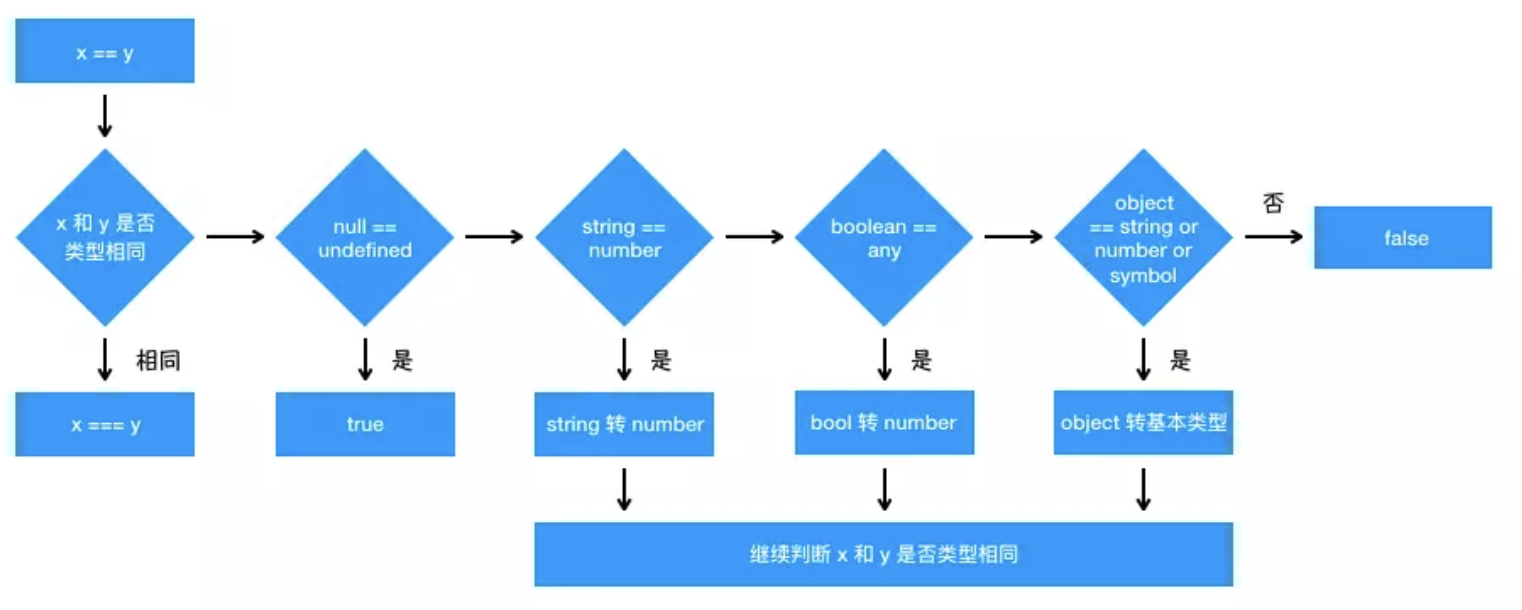 x == y
x 和 y 是否
类型相同
null ==
undefined
string ==
number
boolean ==
any
object
== string or
number or
symbol
否
false
相同
是
是
是
是
x === y
true
string 转 number
bool 转 number
object 转基本类型
继续判断 x 和 y 是否类型相同